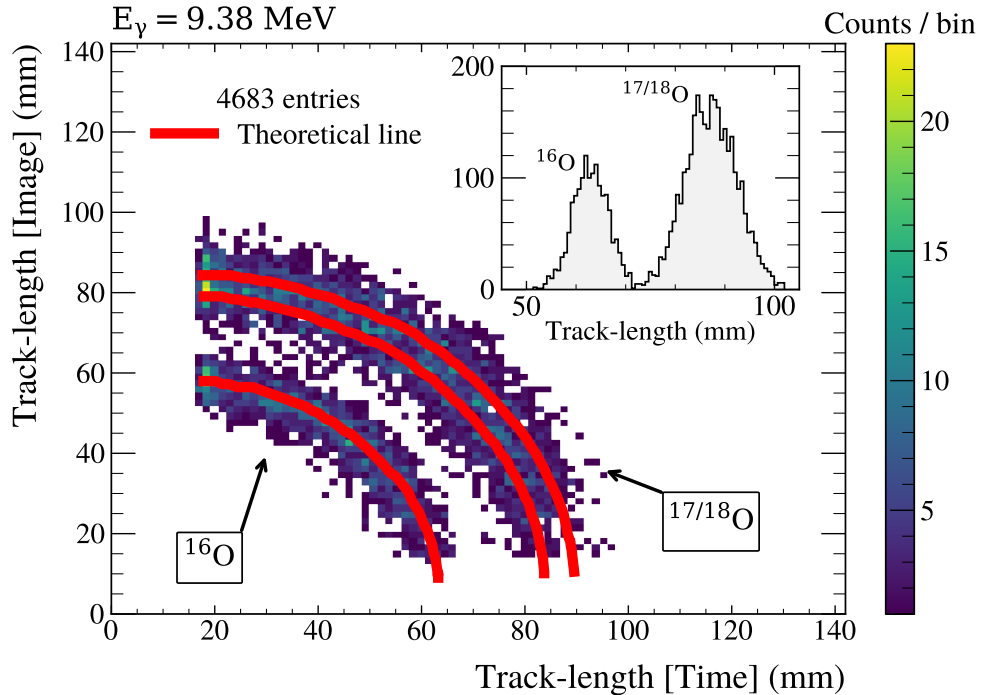 E_γ = 9.38 MeV
Counts / bin
Track-length [Image] (mm)
140
120
100
80
60
40
20
0
4683 entries
Theoretical line
200
100
0
¹⁶O
¹⁷/¹⁸O
50
100
Track-length (mm)
¹⁶O
¹⁷/¹⁸O
0
20
40
60
80
100
120
140
Track-length [Time] (mm)
20
15
10
5